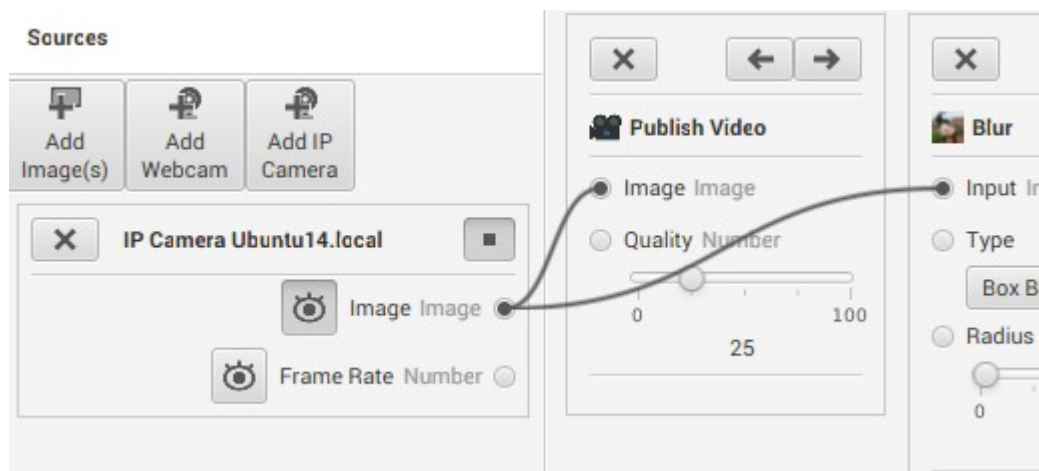 Sources
Add
Image(s)
Add
Webcam
Add IP
Camera
IP Camera Ubuntu14.local
Image Image
Frame Rate Number
Publish Video
Image Image
Quality Number
0
100
25
Blur
Input
Type
Box B
Radius
0